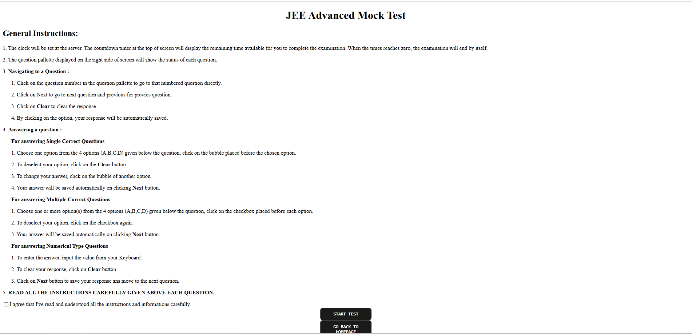 JEE Advanced Mock Test
General Instructions:
1. The clock will be set at the server. The countdown timer at the top of screen will display the remaining time available for you to complete the examination. When the timer reaches zero, the examination will end by itself.
2. The question pallette displayed on the right side of screen will show the status of each question.
3. Navigating to a Question :
1. Click on the question number in the question pallette to go to that numbered question directly.
2. Click on Next to go to next question and previous for previos question.
3. Click on Clear to clear the response
4. By clicking on the option, your response will be automatically saved.
4. Answering a question :
For answering Single Correct Questions
1. Choose one option from the 4 options (A,B,C,D) given below the question, click on the bubble placed before the chosen option.
2. To deselect your option, click on the Clear button
3. To change your answer, click on the bubble of another option.
4. Your answer will be saved automatically on clicking Next button.
For answering Multiple Correct Questions
1. Choose one or more option(s) from the 4 options (A,B,C,D) given below the question, click on the checkbox placed before each option.
2. To deselect your option, click on the checkbox again.
3. Your answer will be saved automatically on clicking Next button
For answering Numerical Type Questions
1. To enter the answer, input the value from your Keyboard.
2. To clear your response, click on Clear button
3. Click on Next button to save your response ans move to the next question.
5. READ ALL THE INSTRUCTIONS CAREFULLY GIVEN ABOVE EACH QUESTION.
I agree that I've read and understood all the instructions and informations carefully.
START TEST
GO BACK TO
HOMEPAGE